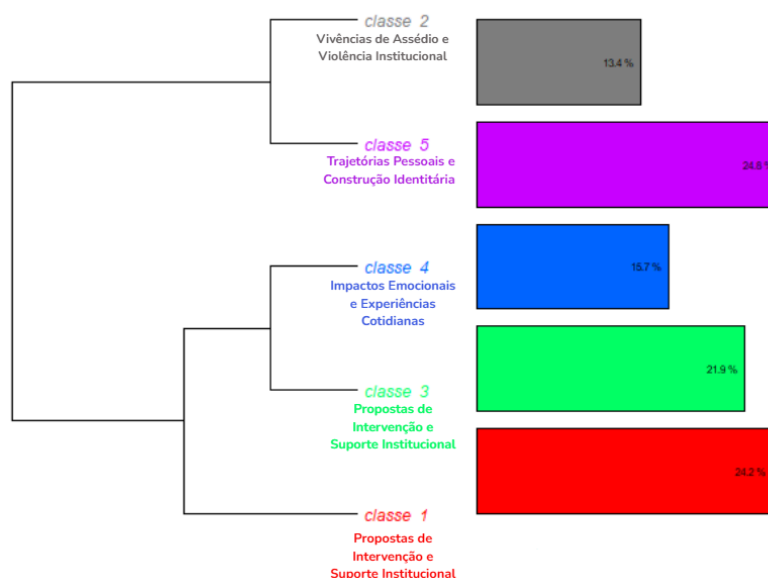 classe 2
Vivências de Assédio e
Violência Institucional
13.4 %
classe 5
Trajetórias Pessoais e
Construção Identitária
24.8 %
classe 4
Impactos Emocionais
e Experiências
Cotidianas
15.7 %
classe 3
Propostas de
Intervenção e
Suporte Institucional
21.9 %
classe 1
Propostas de
Intervenção e
Suporte Institucional
24.2 %